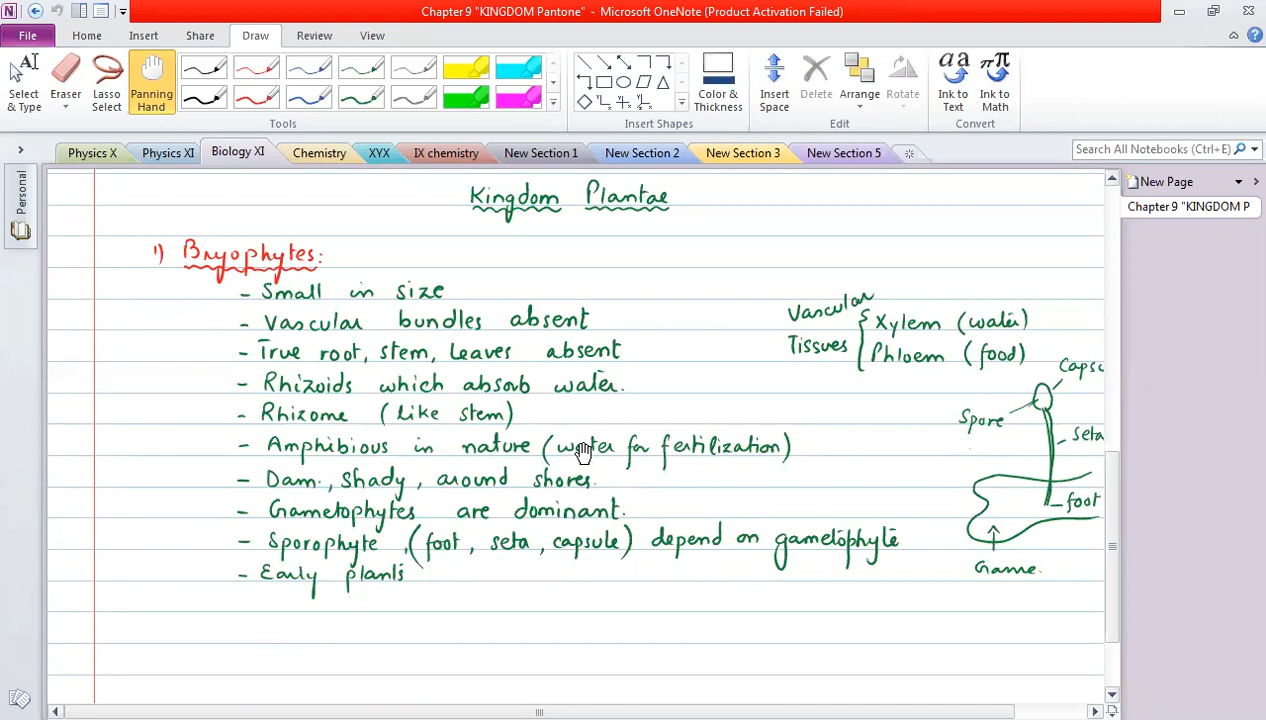 Chapter 9 "KINGDOM Pantone" - Microsoft OneNote (Product Activation Failed)
File Home Insert Share Draw Review View
Select & Type
Eraser
Lasso Select
Panning Hand
Color & Thickness
Insert Space
Delete
Arrange
Rotate
Ink to Text
Ink to Math
Tools Insert Shapes Edit Convert
Physics X Physics XI Biology XI Chemistry XYX IX chemistry New Section 1 New Section 2 New Section 3 New Section 5 Search All Notebooks (Ctrl+E)
Personal
New Page
Chapter 9 "KINGDOM P
Kingdom Plantae
1) Bryophytes:
- Small in size
- Vascular bundles absent
- True root, stem, leaves absent
- Rhizoids which absorb water.
- Rhizome (like stem)
- Amphibious in nature (water for fertilization)
- Dam., shady, around shores.
- Gametophytes are dominant.
- Sporophyte (foot, seta, capsule) depend on gametophyte
- Early plants
Vascular Tissues { Xylem (water)
Phloem (food)
Capsu
Spore
seta
foot
Game.